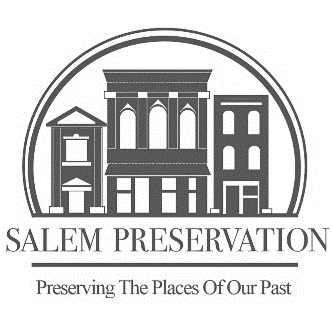 SALEM PRESERVATION
Preserving The Places Of Our Past